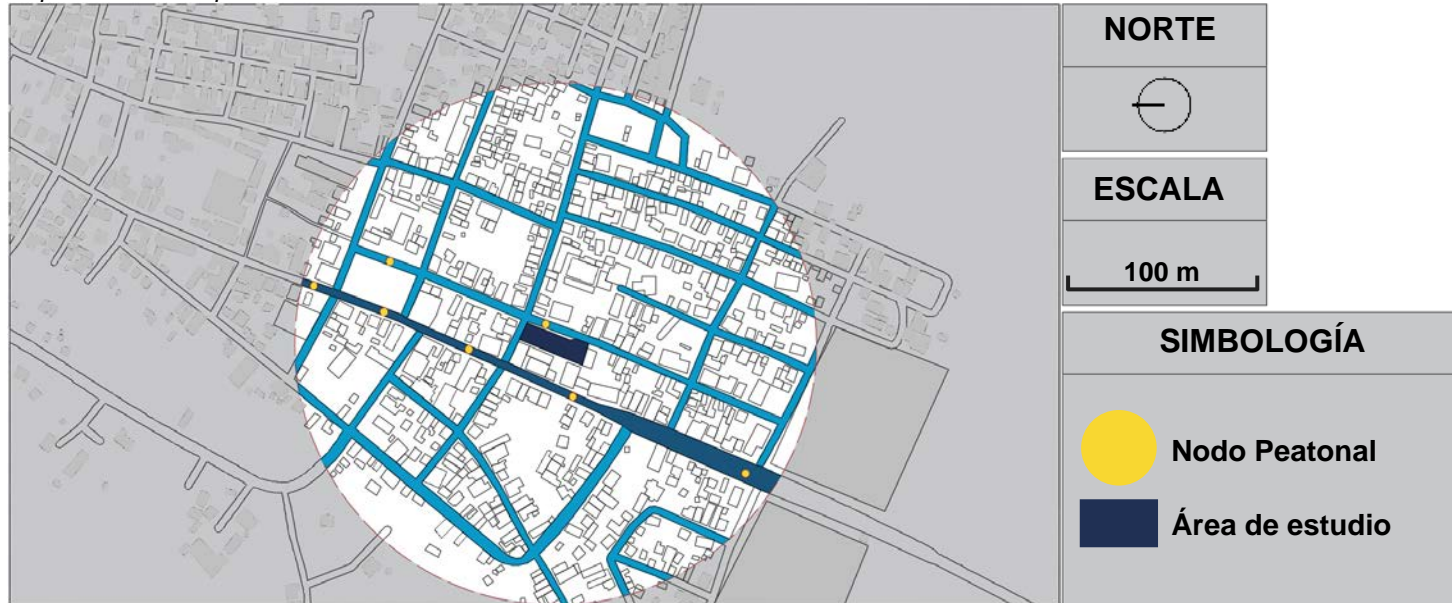 NORTE
ESCALA
100 m
SIMBOLOGÍA
Nodo Peatonal
Área de estudio